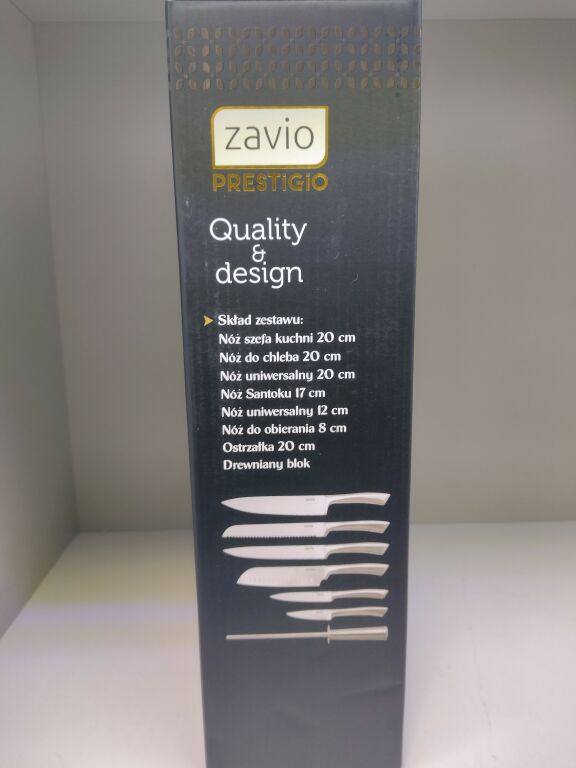 zavio
PRESTIGIO
Quality
&
design
Skład zestawu:
Nóż szefa kuchni 20 cm
Nóż do chleba 20 cm
Nóż uniwersalny 20 cm
Nóż Santoku 17 cm
Nóż uniwersalny 12 cm
Nóż do obierania 8 cm
Ostrzałka 20 cm
Drewniany blok